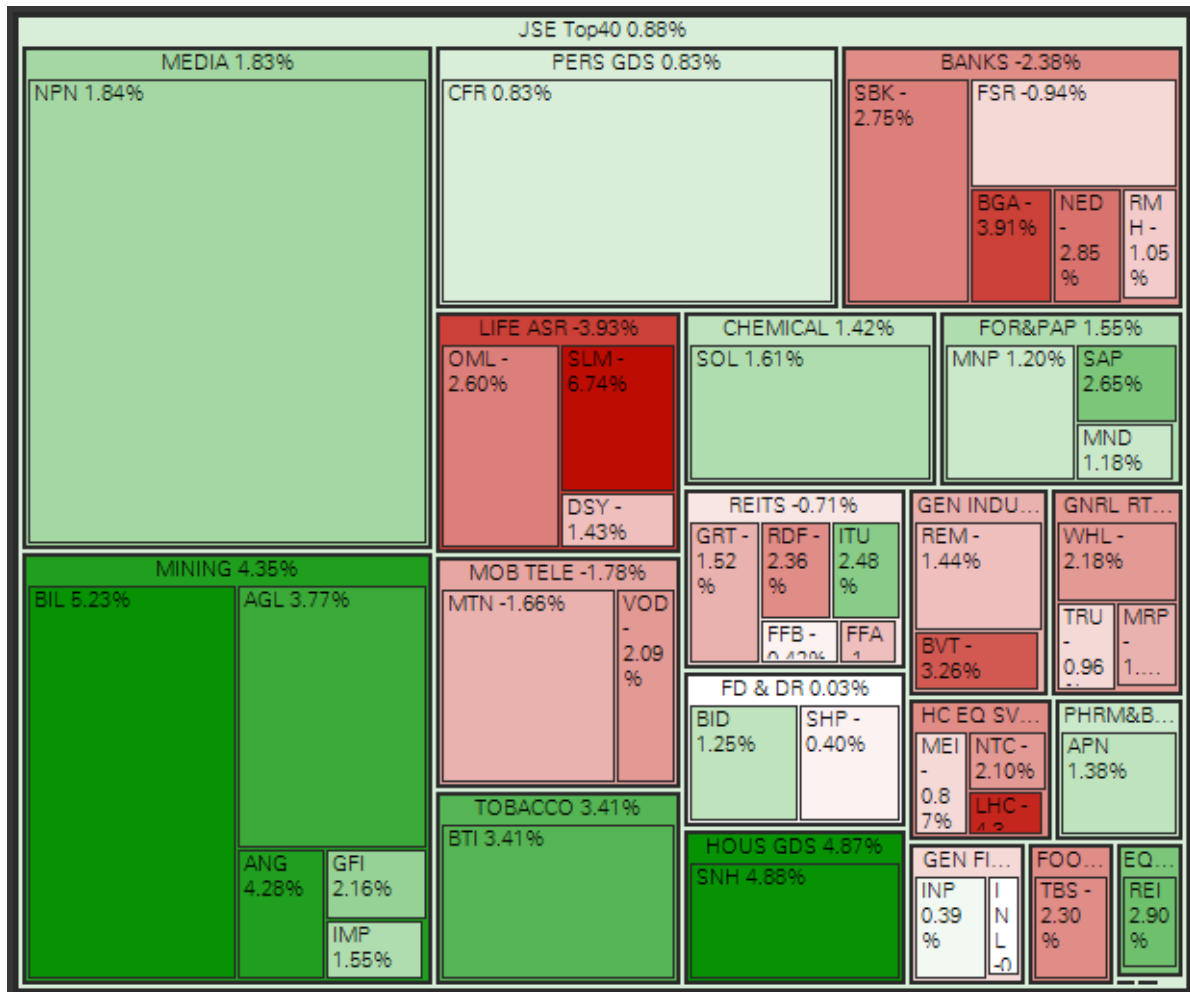 JSE Top40 0.88%
MEDIA 1.83%
NPN 1.84%
PERS GDS 0.83%
CFR 0.83%
BANKS -2.38%
SBK -
2.75%
FSR -0.94%
BGA -
3.91%
NED
-
2.85
%
RM
H -
1.05
%
LIFE ASR -3.93%
OML -
2.60%
SLM -
6.74%
DSY -
1.43%
CHEMICAL 1.42%
SOL 1.61%
FOR&PAP 1.55%
MNP 1.20%
SAP
2.65%
MND
1.18%
REITS -0.71%
GRT -
1.52
%
RDF -
2.36
%
ITU
2.48
%
FFB -
0.42%
FFA
GEN INDU...
REM -
1.44%
BVT -
3.26%
GNRL RT...
WHL -
2.18%
TRU
-
0.96
MRP
-
1....
MINING 4.35%
BIL 5.23%
AGL 3.77%
ANG
4.28%
GFI
2.16%
IMP
1.55%
MOB TELE -1.78%
MTN -1.66%
VOD
-
2.09
%
FD & DR 0.03%
BID
1.25%
SHP -
0.40%
HC EQ SV...
MEI
-
0.8
7%
NTC -
2.10%
LHC -
PHRM&B...
APN
1.38%
TOBACCO 3.41%
BTI 3.41%
HOUS GDS 4.87%
SNH 4.88%
GEN FI...
INP
0.39
%
I
N
L
-0
FOO...
TBS -
2.30
%
EQ...
REI
2.90
%